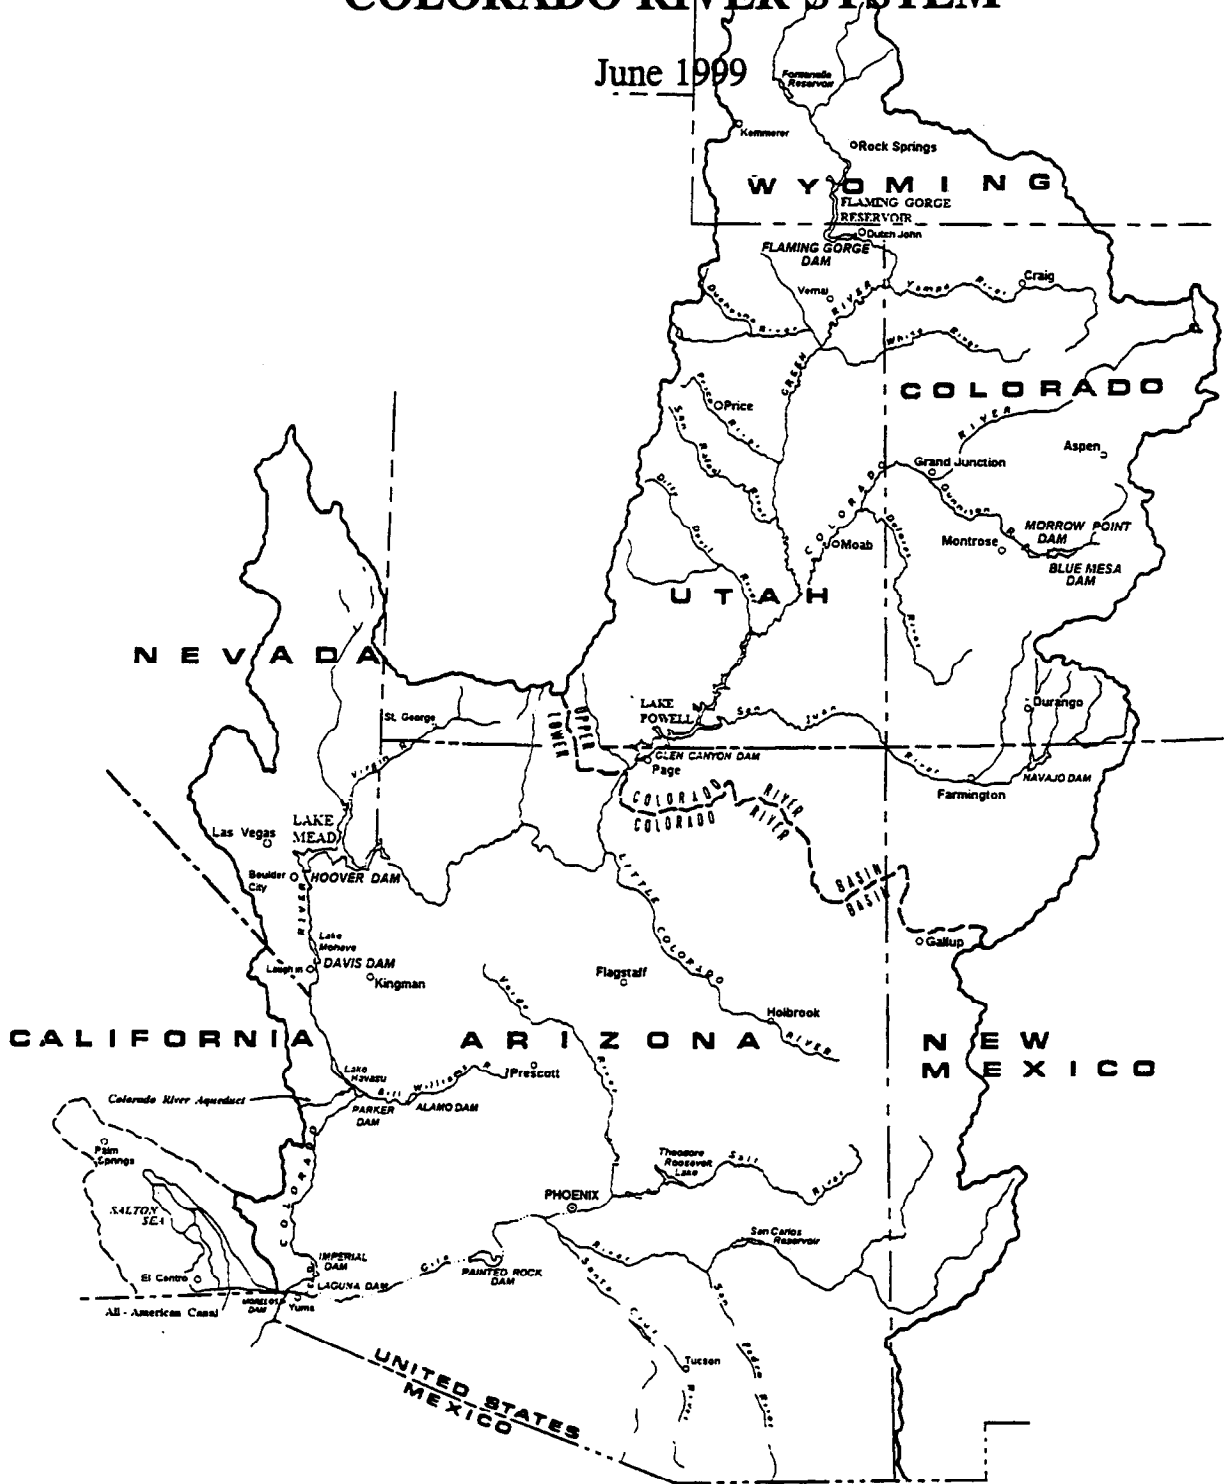 COLORADO RIVER SYSTEM
June 1999
Fontenelle
Reservoir
Kemmerer
Rock Springs
WYOMING
FLAMING GORGE
RESERVOIR
Dutch John
FLAMING GORGE
DAM
Vernal
Duchesne River
GREEN RIVER
Yampa River
Craig
White River
COLORADO
Price
Price River
San Rafael River
Dirty Devil River
COLORADO RIVER
Grand Junction
Aspen
Gunnison R.
MORROW POINT
DAM
Montrose
BLUE MESA
DAM
Moab
Dolores River
UTAH
NEVADA
St. George
Virgin R.
UPPER
LOWER
LAKE
POWELL
San Juan River
Durango
GLEN CANYON DAM
Page
NAVAJO DAM
Farmington
COLORADO RIVER BASIN
COLORADO RIVER BASIN
Las Vegas
LAKE
MEAD
Boulder
City
HOOVER DAM
RIVER
LITTLE COLORADO RIVER
Gallup
Lake
Mohave
Laughlin
DAVIS DAM
Kingman
Flagstaff
Verde River
Holbrook
CALIFORNIA
ARIZONA
NEW
MEXICO
Lake
Havasu
Bill Williams R.
Prescott
Colorado River Aqueduct
PARKER
DAM
ALAMO DAM
COLORADO
Palm
Springs
Theodore
Roosevelt
Lake
Salt River
PHOENIX
SALTON
SEA
San Carlos
Reservoir
IMPERIAL
DAM
Gila River
PAINTED ROCK
DAM
El Centro
LAGUNA DAM
All - American Canal
MORELOS
DAM
Yuma
Santa Cruz River
San Pedro River
Tucson
UNITED STATES
MEXICO